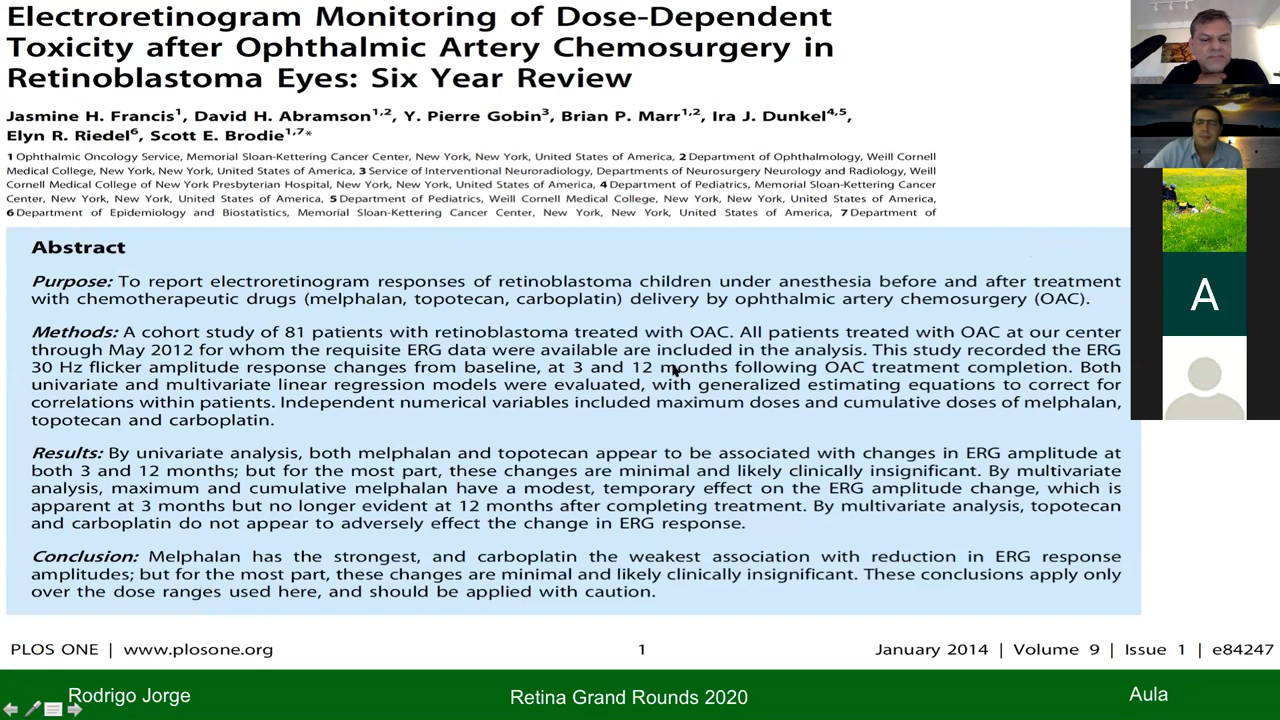 Electroretinogram Monitoring of Dose-Dependent
Toxicity after Ophthalmic Artery Chemosurgery in
Retinoblastoma Eyes: Six Year Review
Jasmine H. Francis1, David H. Abramson1,2, Y. Pierre Gobin3, Brian P. Marr1,2, Ira J. Dunkel4,5,
Elyn R. Riedel6, Scott E. Brodie1,7*
1 Ophthalmic Oncology Service, Memorial Sloan-Kettering Cancer Center, New York, New York, United States of America, 2 Department of Ophthalmology, Weill Cornell
Medical College, New York, New York, United States of America, 3 Service of Interventional Neuroradiology, Departments of Neurosurgery Neurology and Radiology, Weill
Cornell Medical College of New York Presbyterian Hospital, New York, New York, United States of America, 4 Department of Pediatrics, Memorial Sloan-Kettering Cancer
Center, New York, New York, United States of America, 5 Department of Pediatrics, Weill Cornell Medical College, New York, New York, United States of America,
6 Department of Epidemiology and Biostatistics, Memorial Sloan-Kettering Cancer Center, New York, New York, United States of America, 7 Department of
Abstract
Purpose: To report electroretinogram responses of retinoblastoma children under anesthesia before and after treatment
with chemotherapeutic drugs (melphalan, topotecan, carboplatin) delivery by ophthalmic artery chemosurgery (OAC).
Methods: A cohort study of 81 patients with retinoblastoma treated with OAC. All patients treated with OAC at our center
through May 2012 for whom the requisite ERG data were available are included in the analysis. This study recorded the ERG
30 Hz flicker amplitude response changes from baseline, at 3 and 12 months following OAC treatment completion. Both
univariate and multivariate linear regression models were evaluated, with generalized estimating equations to correct for
correlations within patients. Independent numerical variables included maximum doses and cumulative doses of melphalan,
topotecan and carboplatin.
Results: By univariate analysis, both melphalan and topotecan appear to be associated with changes in ERG amplitude at
both 3 and 12 months; but for the most part, these changes are minimal and likely clinically insignificant. By multivariate
analysis, maximum and cumulative melphalan have a modest, temporary effect on the ERG amplitude change, which is
apparent at 3 months but no longer evident at 12 months after completing treatment. By multivariate analysis, topotecan
and carboplatin do not appear to adversely effect the change in ERG response.
Conclusion: Melphalan has the strongest, and carboplatin the weakest association with reduction in ERG response
amplitudes; but for the most part, these changes are minimal and likely clinically insignificant. These conclusions apply only
over the dose ranges used here, and should be applied with caution.
PLOS ONE | www.plosone.org 1 January 2014 | Volume 9 | Issue 1 | e84247
Rodrigo Jorge Retina Grand Rounds 2020 Aula
A